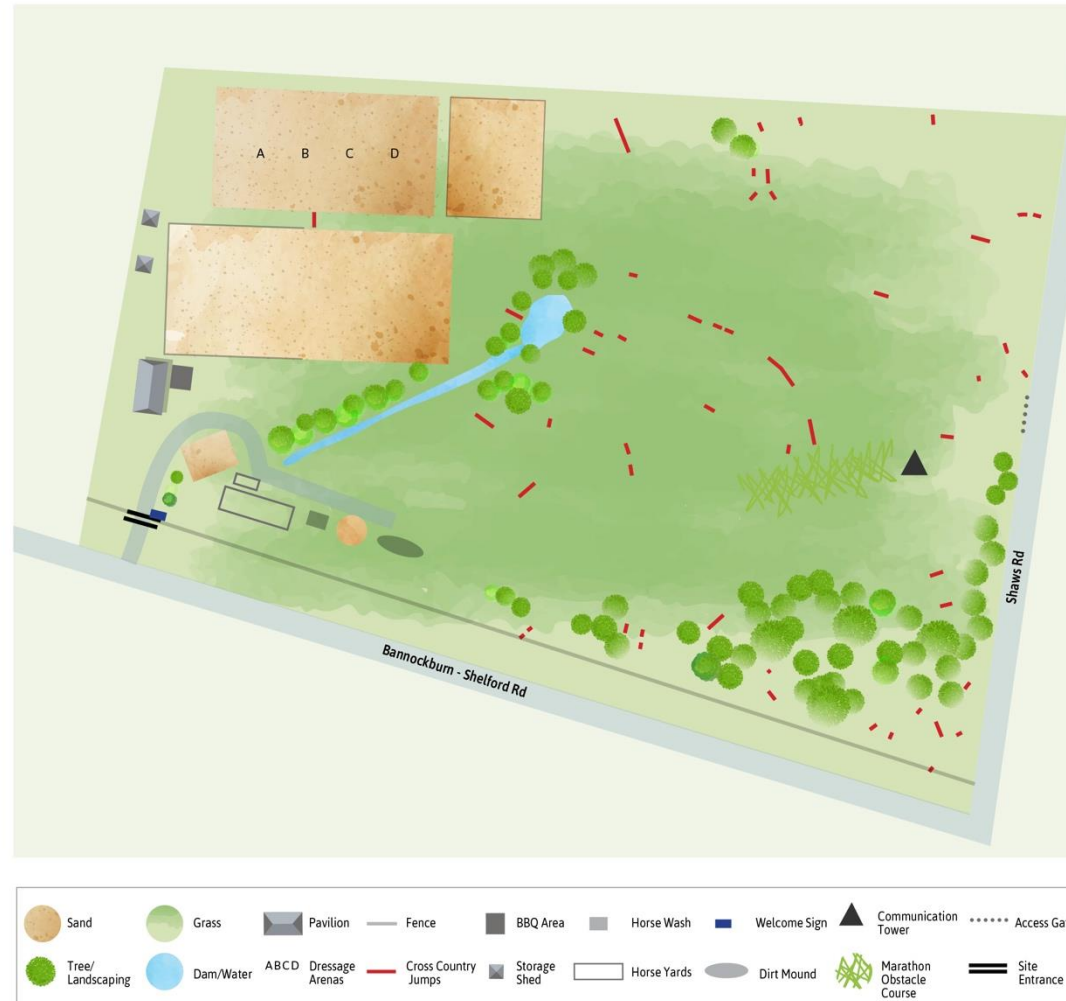 A B C D
Shaws Rd
Bannockburn - Shelford Rd
Sand
Grass
Pavilion
Fence
BBQ Area
Horse Wash
Welcome Sign
Communication
Tower
Access Gat
Tree/
Landscaping
Dam/Water
ABCD
Dressage
Arenas
Cross Country
Jumps
Storage
Shed
Horse Yards
Dirt Mound
Marathon
Obstacle
Course
Site
Entrance